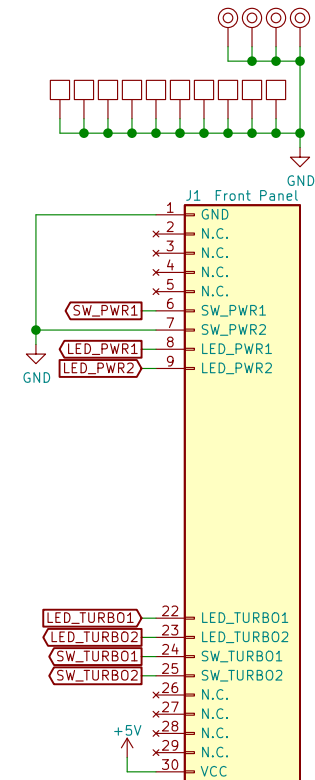 GND
J1 Front Panel
1 GND
2 N.C.
3 N.C.
4 N.C.
5 N.C.
SW_PWR1 6 SW_PWR1
7 SW_PWR2
LED_PWR1 8 LED_PWR1
LED_PWR2 9 LED_PWR2
GND
LED_TURBO1 22 LED_TURBO1
LED_TURBO2 23 LED_TURBO2
SW_TURBO1 24 SW_TURBO1
SW_TURBO2 25 SW_TURBO2
26 N.C.
27 N.C.
+5V 28 N.C.
29 N.C.
30 VCC